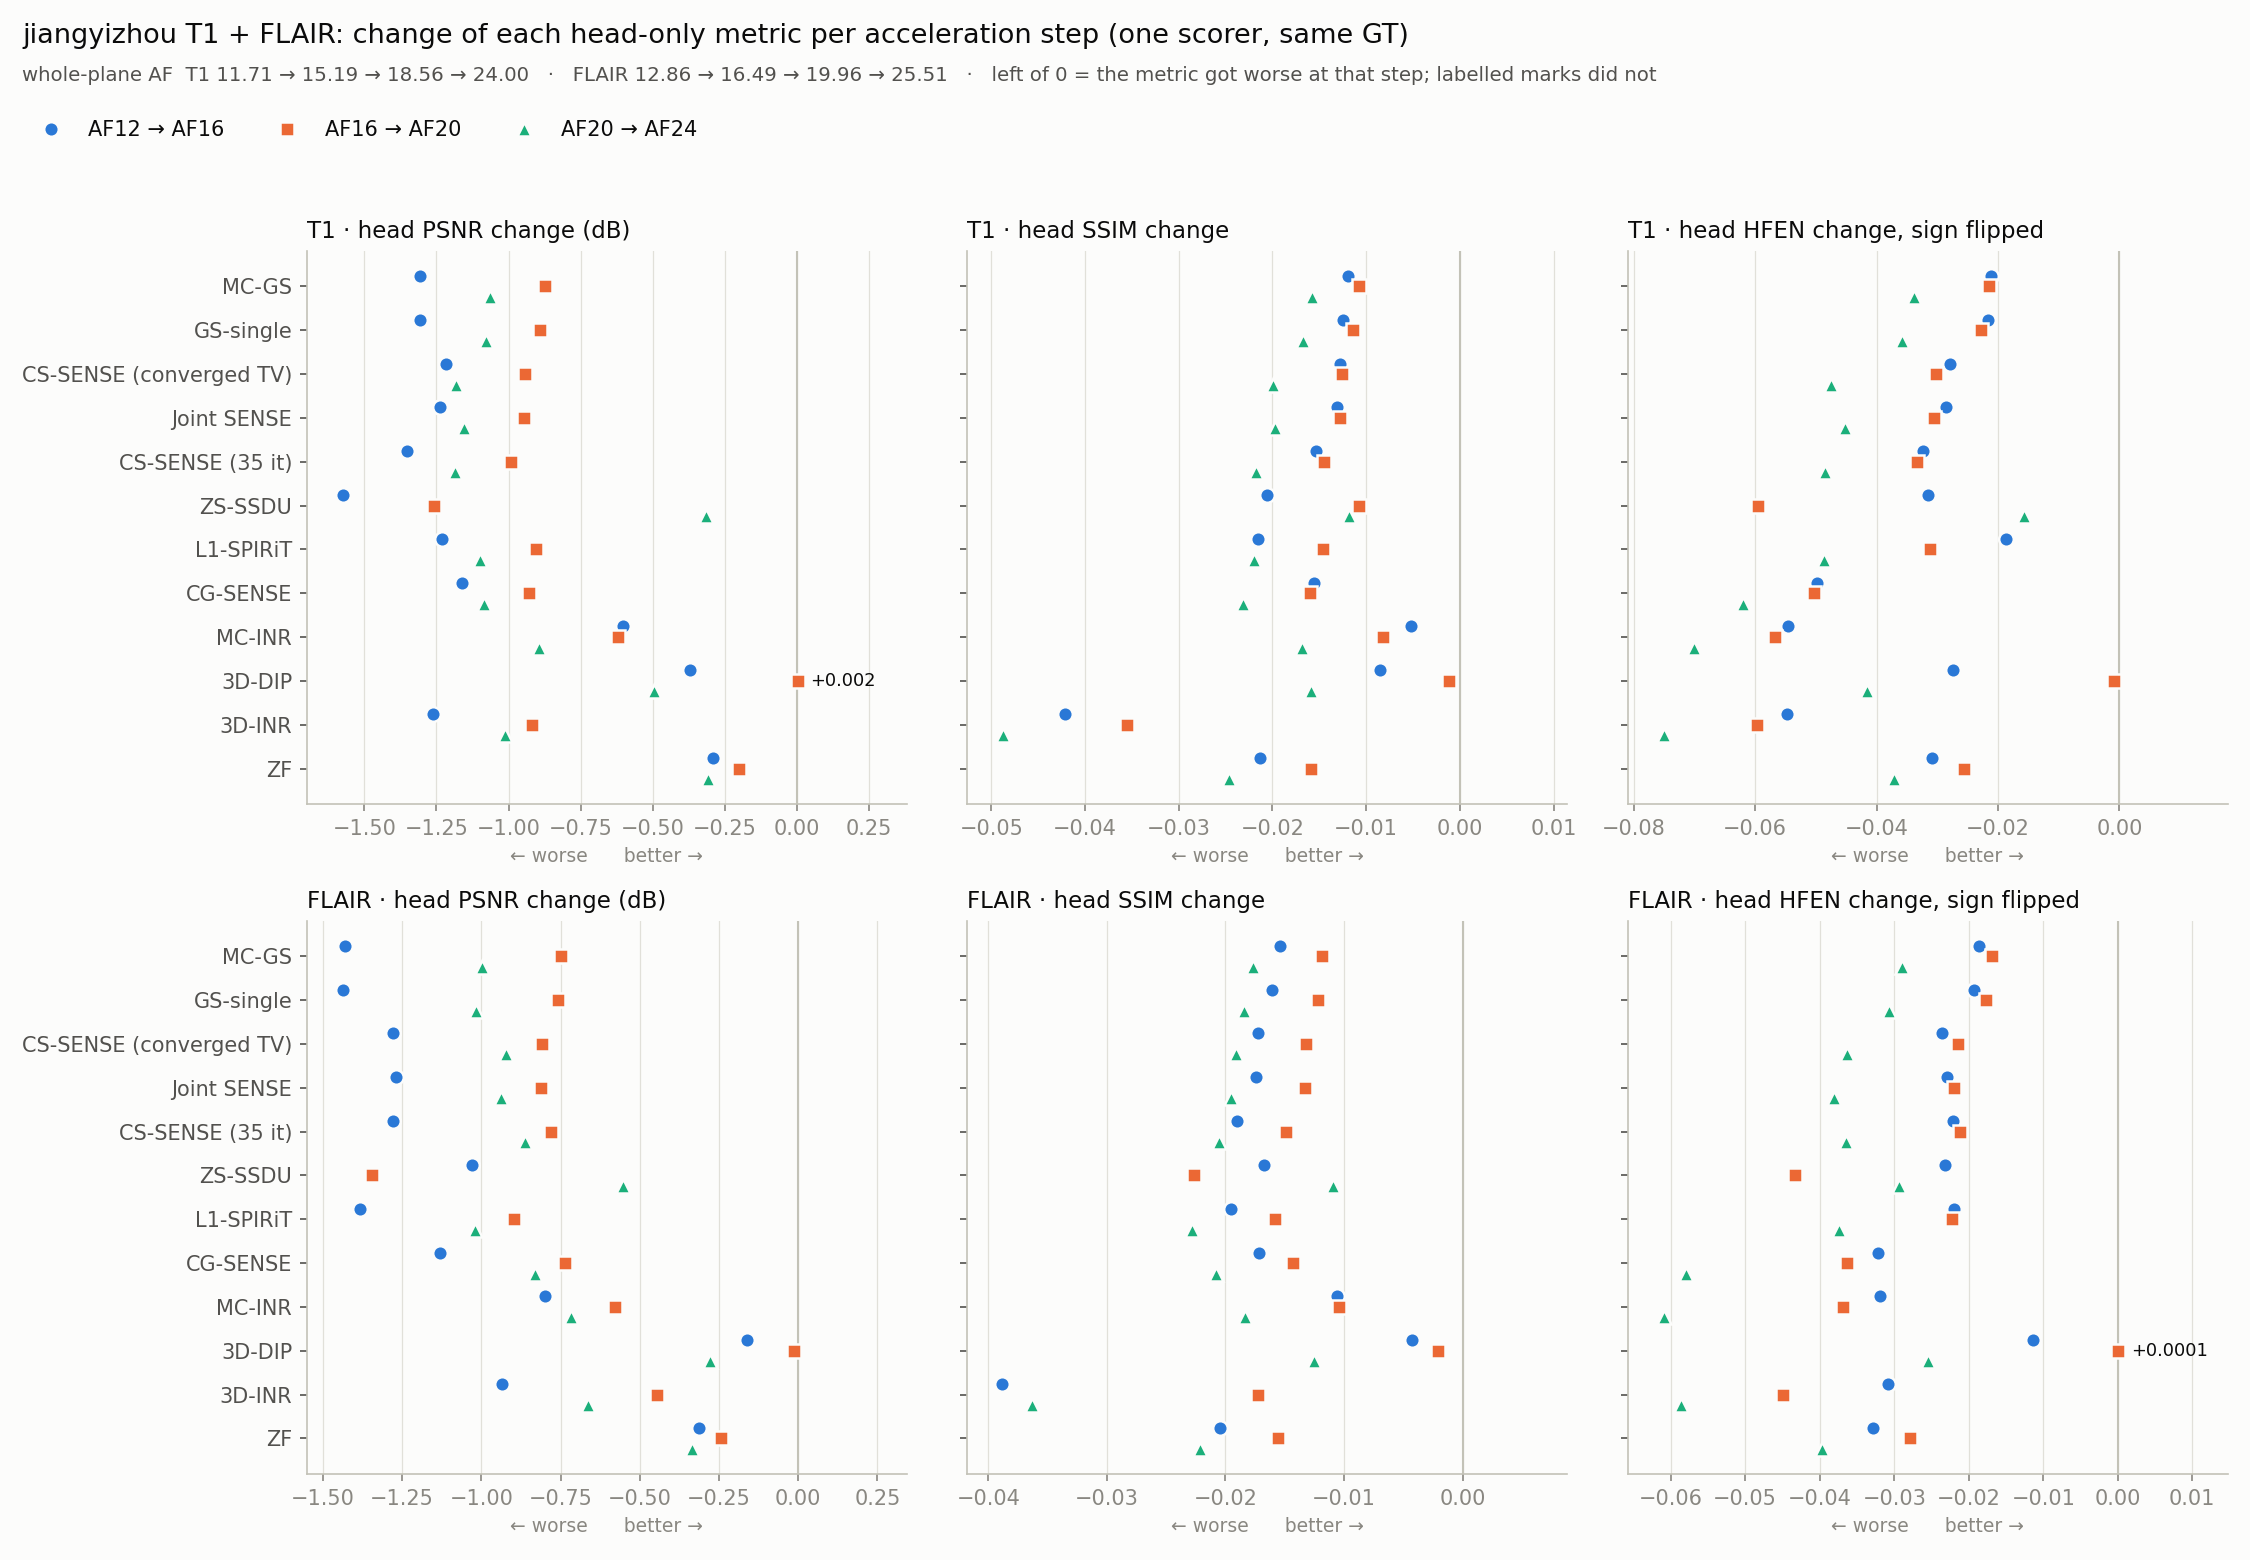 jiangyizhou T1 + FLAIR: change of each head-only metric per acceleration step (one scorer, same GT)
whole-plane AF  T1 11.71 → 15.19 → 18.56 → 24.00   ·   FLAIR 12.86 → 16.49 → 19.96 → 25.51   ·   left of 0 = the metric got worse at that step; labelled marks did not
AF12 → AF16   AF16 → AF20   AF20 → AF24
T1 · head PSNR change (dB)
MC-GS
GS-single
CS-SENSE (converged TV)
Joint SENSE
CS-SENSE (35 it)
ZS-SSDU
L1-SPIRiT
CG-SENSE
MC-INR
3D-DIP
3D-INR
ZF
+0.002
−1.50 −1.25 −1.00 −0.75 −0.50 −0.25 0.00 0.25
← worse   better →
T1 · head SSIM change
−0.05 −0.04 −0.03 −0.02 −0.01 0.00 0.01
← worse   better →
T1 · head HFEN change, sign flipped
−0.08 −0.06 −0.04 −0.02 0.00
← worse   better →
FLAIR · head PSNR change (dB)
MC-GS
GS-single
CS-SENSE (converged TV)
Joint SENSE
CS-SENSE (35 it)
ZS-SSDU
L1-SPIRiT
CG-SENSE
MC-INR
3D-DIP
3D-INR
ZF
−1.50 −1.25 −1.00 −0.75 −0.50 −0.25 0.00 0.25
← worse   better →
FLAIR · head SSIM change
−0.04 −0.03 −0.02 −0.01 0.00
← worse   better →
FLAIR · head HFEN change, sign flipped
+0.0001
−0.06 −0.05 −0.04 −0.03 −0.02 −0.01 0.00 0.01
← worse   better →